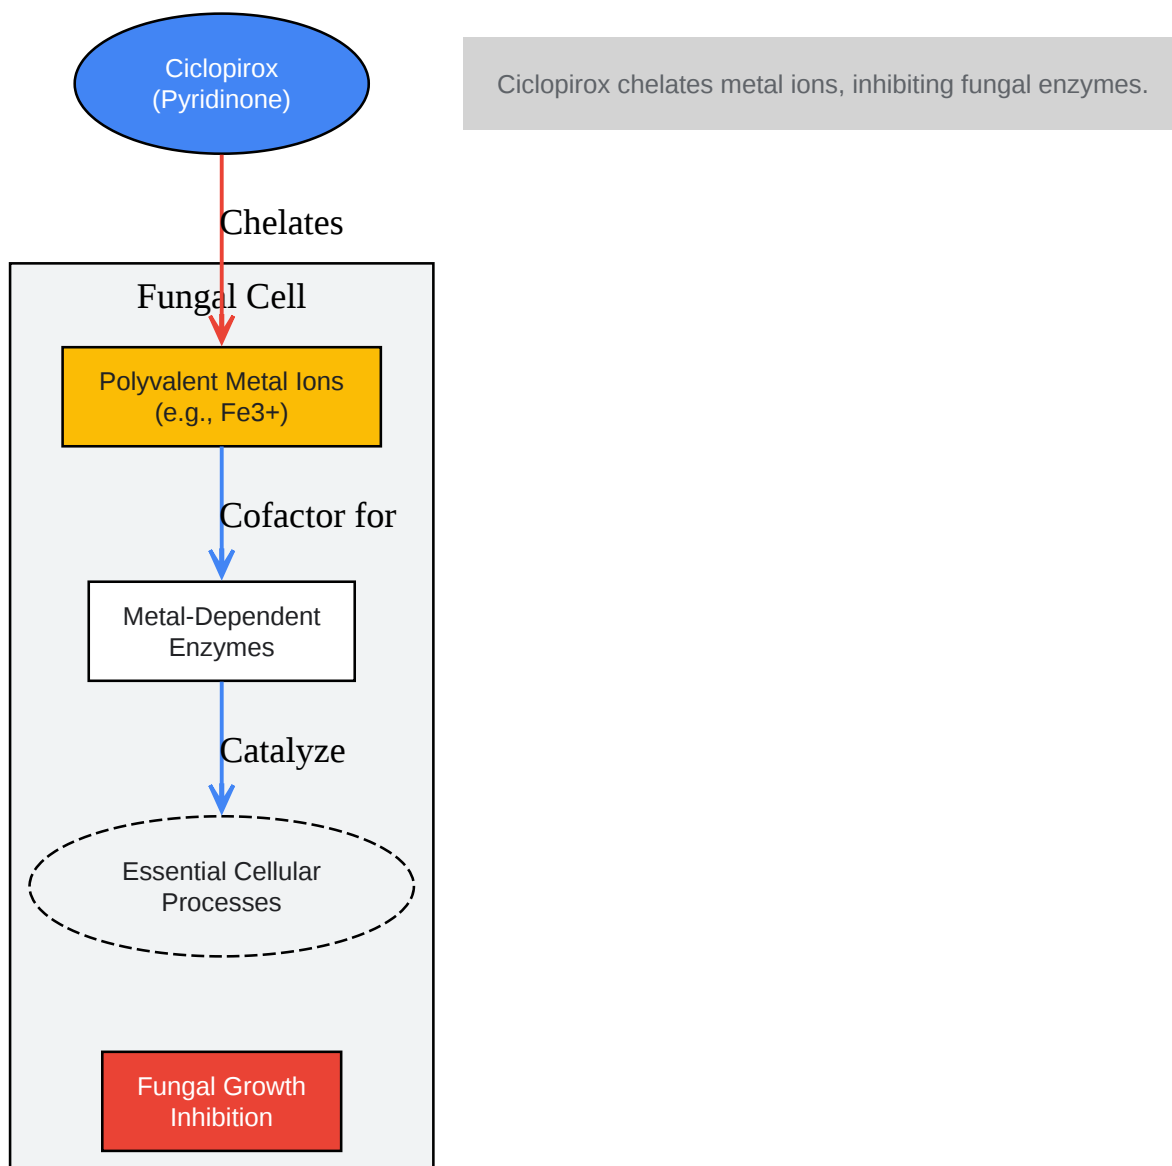 Ciclopirox
(Pyridinone)
Ciclopirox chelates metal ions, inhibiting fungal enzymes.
Chelates
Fungal Cell
Polyvalent Metal Ions
(e.g., Fe3+)
Cofactor for
Metal-Dependent
Enzymes
Catalyze
Essential Cellular
Processes
Fungal Growth
Inhibition